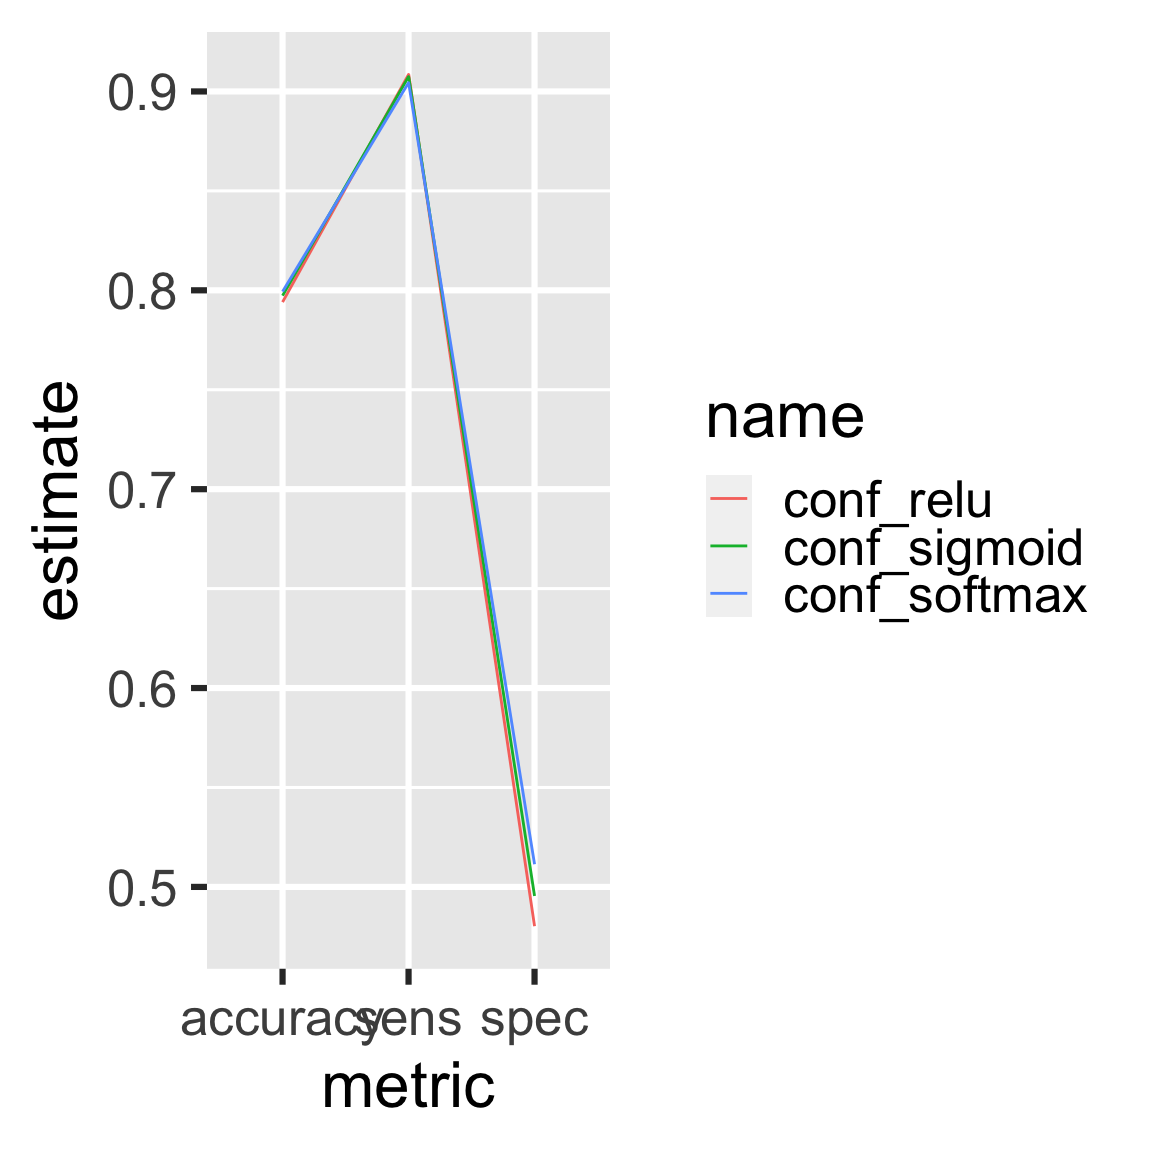 estimate
0.9
0.8
0.7
0.6
0.5
accuracy sens spec
metric
name
conf_relu
conf_sigmoid
conf_softmax